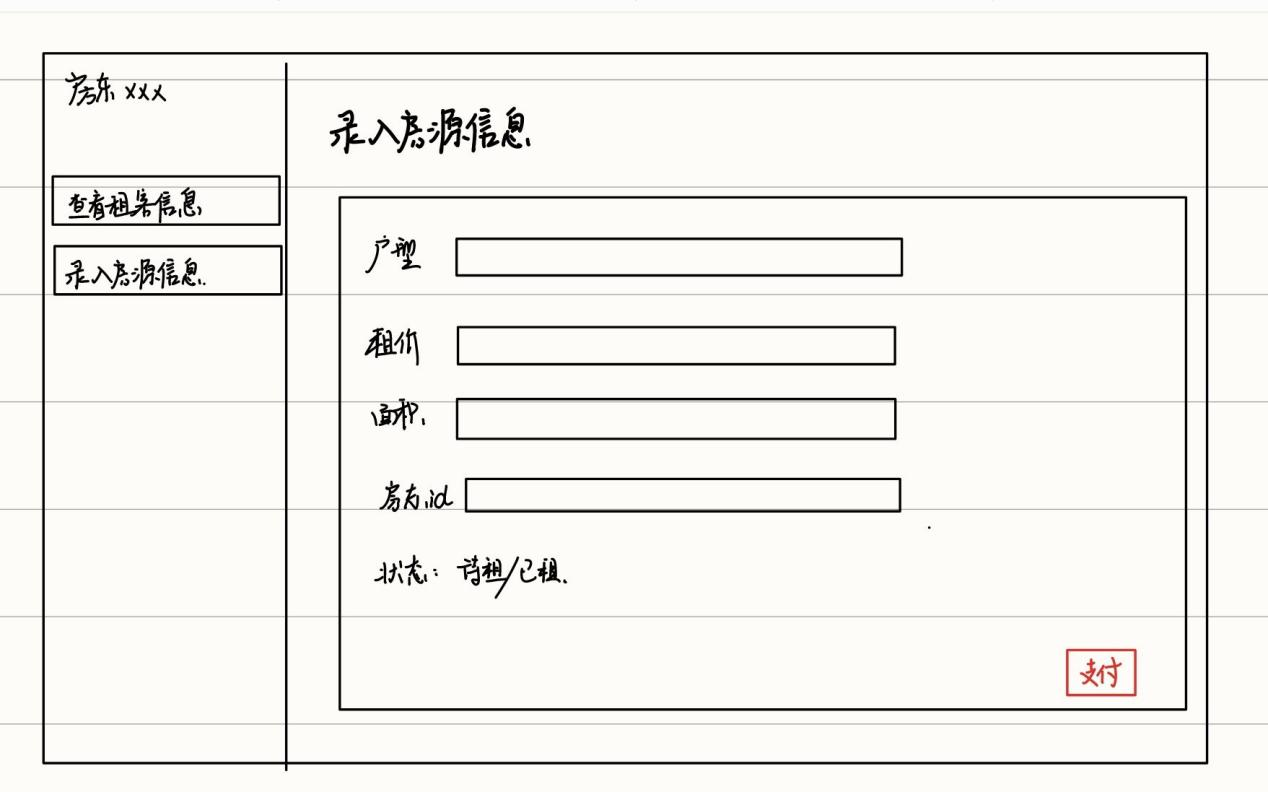 房东 xxx
查看租客信息
录入房源信息.
录入房源信息
户型
租价
面积
房东id
状态: 待租/已租.
支付